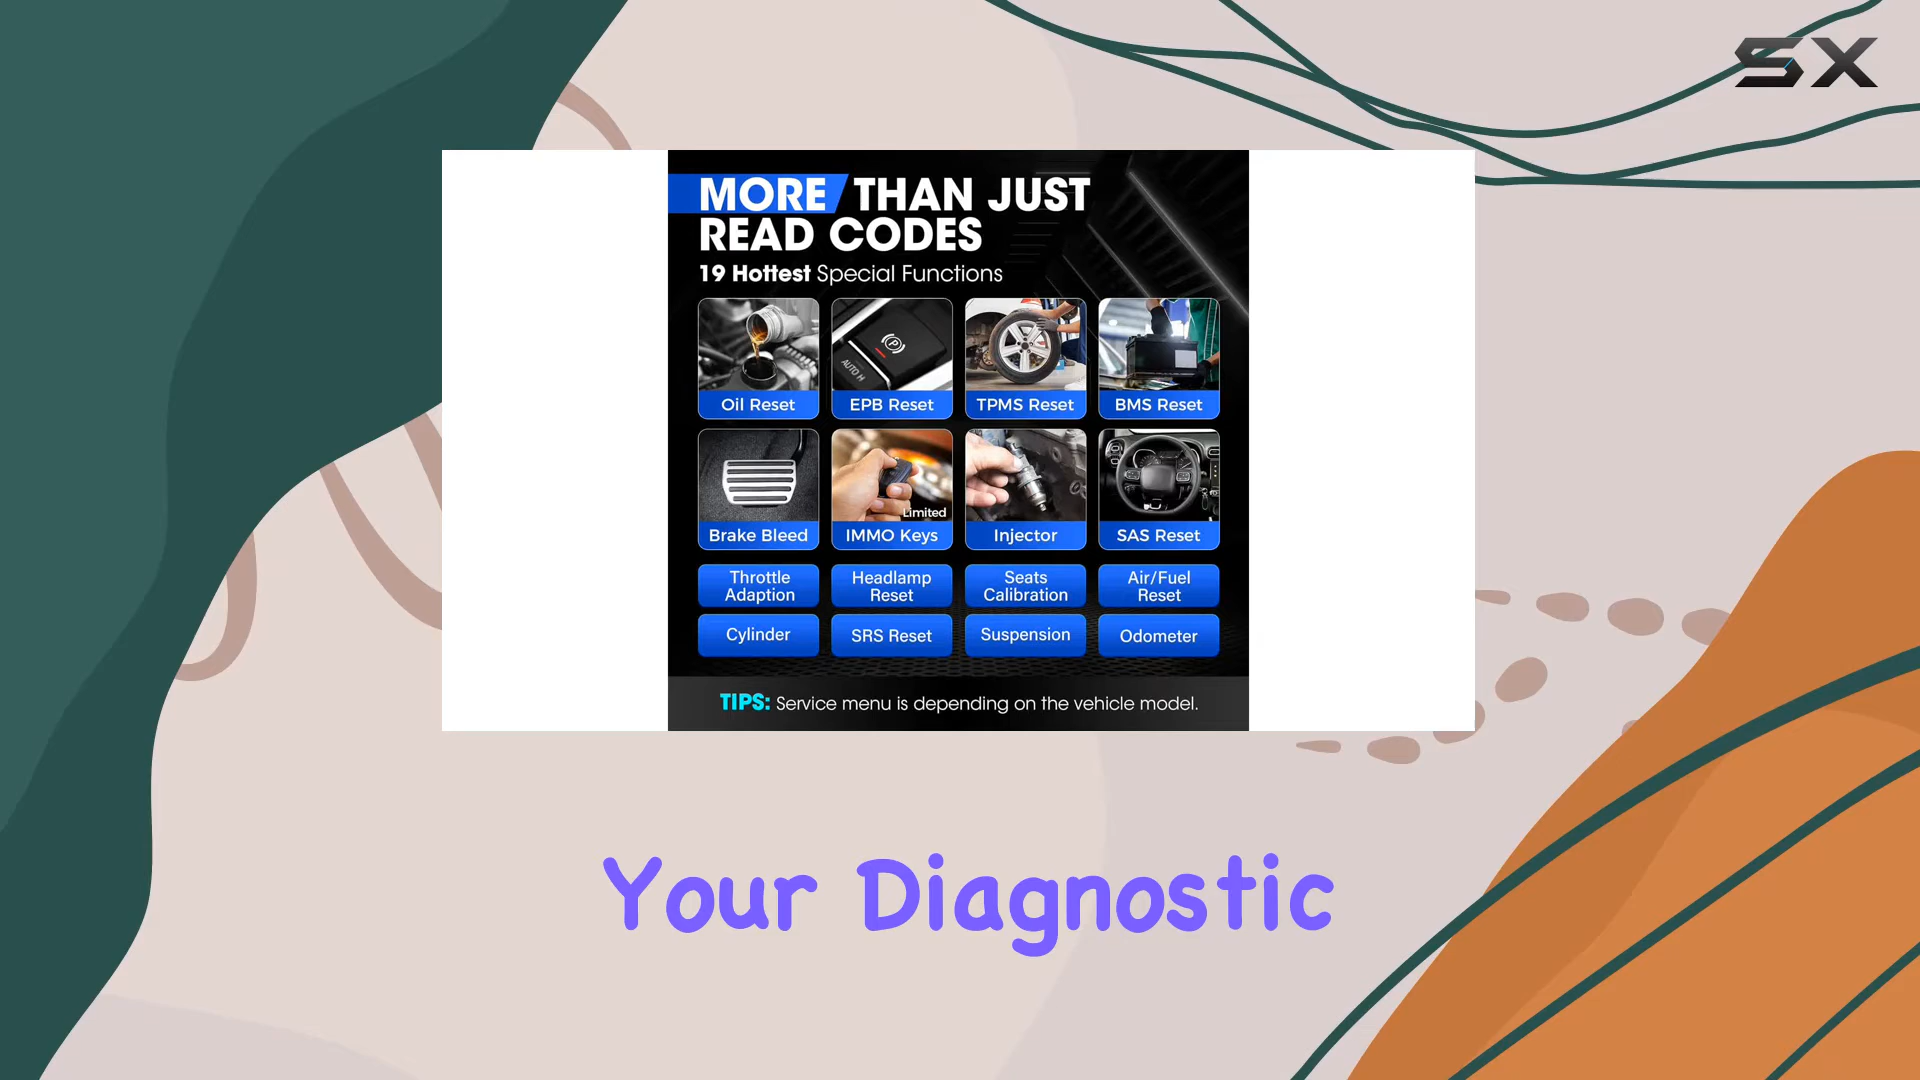 SX
MORE THAN JUST
READ CODES
19 Hottest Special Functions
Oil Reset
EPB Reset
TPMS Reset
BMS Reset
AUTO H
Brake Bleed
Limited
IMMO Keys
Injector
SAS Reset
Throttle
Adaption
Headlamp
Reset
Seats
Calibration
Air/Fuel
Reset
Cylinder
SRS Reset
Suspension
Odometer
TIPS: Service menu is depending on the vehicle model.
Your Diagnostic